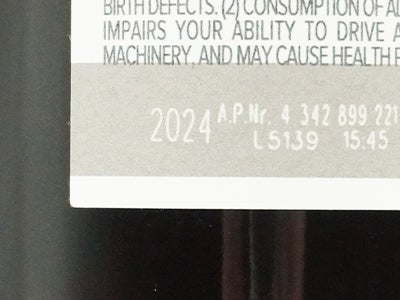 BIRTH DEFECTS. (2) CONSUMPTION OF AL
IMPAIRS YOUR ABILITY TO DRIVE A
MACHINERY, AND MAY CAUSE HEALTH P
2024 A.P.Nr. 4 342 899 221
L5139 15:45